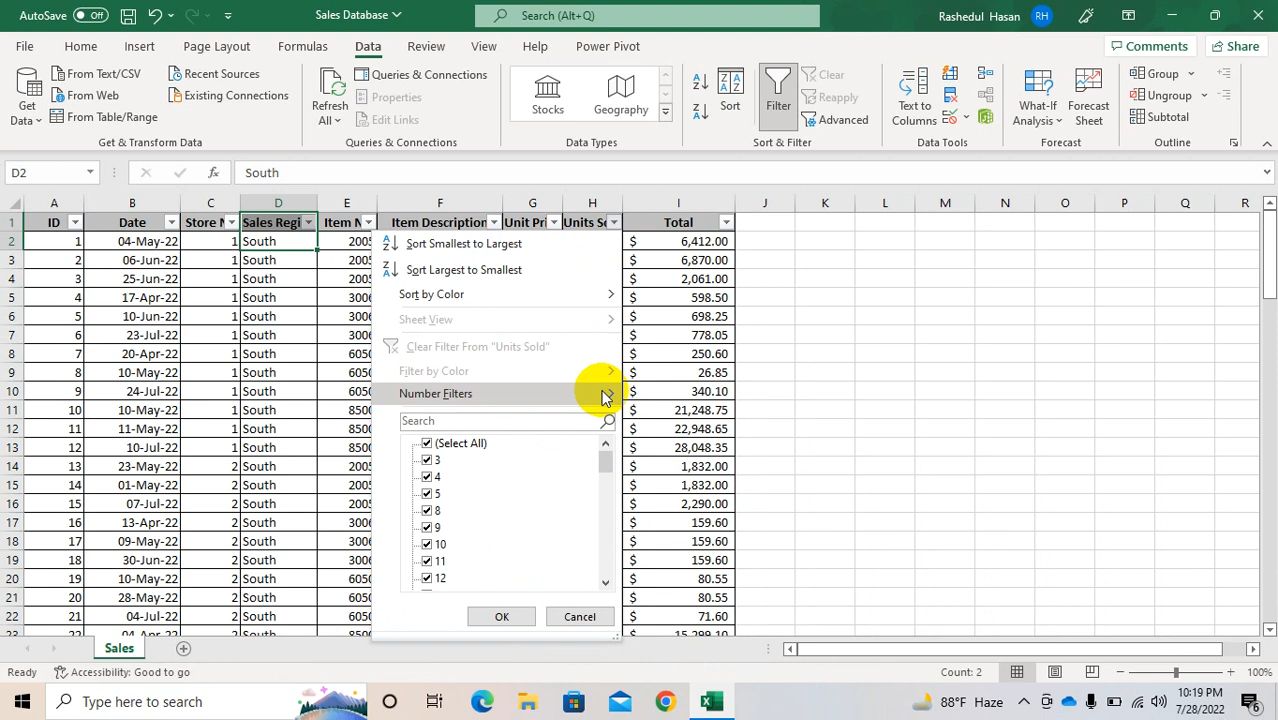 AutoSave Off Sales Database Search (Alt+Q) Rashedul Hasan RH
File Home Insert Page Layout Formulas Data Review View Help Power Pivot Comments Share
Get Data From Text/CSV From Web From Table/Range Recent Sources Existing Connections
Refresh All Queries & Connections Properties Edit Links
Stocks Geography
Sort Filter Clear Reapply Advanced
Text to Columns What-If Analysis Forecast Sheet Group Ungroup Subtotal
Get & Transform Data Queries & Connections Data Types Sort & Filter Data Tools Forecast Outline
D2 fx South
A B C D E F G H I J K L M N O P Q R
1 ID Date Store N Sales Regi Item N Item Description Unit Pri Units So Total
2 1 04-May-22 1 South 2005 $ 6,412.00
3 2 06-Jun-22 1 South 2005 $ 6,870.00
4 3 25-Jun-22 1 South 2005 $ 2,061.00
5 4 17-Apr-22 1 South 3006 $ 598.50
6 5 10-Jun-22 1 South 3006 $ 698.25
7 6 23-Jul-22 1 South 3006 $ 778.05
8 7 20-Apr-22 1 South 6050 $ 250.60
9 8 10-May-22 1 South 6050 $ 26.85
10 9 24-Jul-22 1 South 6050 $ 340.10
11 10 10-May-22 1 South 8500 $ 21,248.75
12 11 11-May-22 1 South 8500 $ 22,948.65
13 12 10-Jul-22 1 South 8500 $ 28,048.35
14 13 23-May-22 2 South 2005 $ 1,832.00
15 14 01-May-22 2 South 2005 $ 1,832.00
16 15 07-Jul-22 2 South 2005 $ 2,290.00
17 16 13-Apr-22 2 South 3006 $ 159.60
18 17 09-May-22 2 South 3006 $ 159.60
19 18 30-Jun-22 2 South 3006 $ 159.60
20 19 10-May-22 2 South 6050 $ 80.55
21 20 28-May-22 2 South 6050 $ 80.55
22 21 04-Jul-22 2 South 6050 $ 71.60
23 22 04-Apr-22 2 South 8500 $ 15,299.10
Sort Smallest to Largest
Sort Largest to Smallest
Sort by Color
Sheet View
Clear Filter From "Units Sold"
Filter by Color
Number Filters
Search
(Select All)
3
4
5
8
9
10
11
12
OK Cancel
Sales
Ready Accessibility: Good to go Count: 2 100%
Type here to search 88°F Haze 10:19 PM
7/28/2022 6